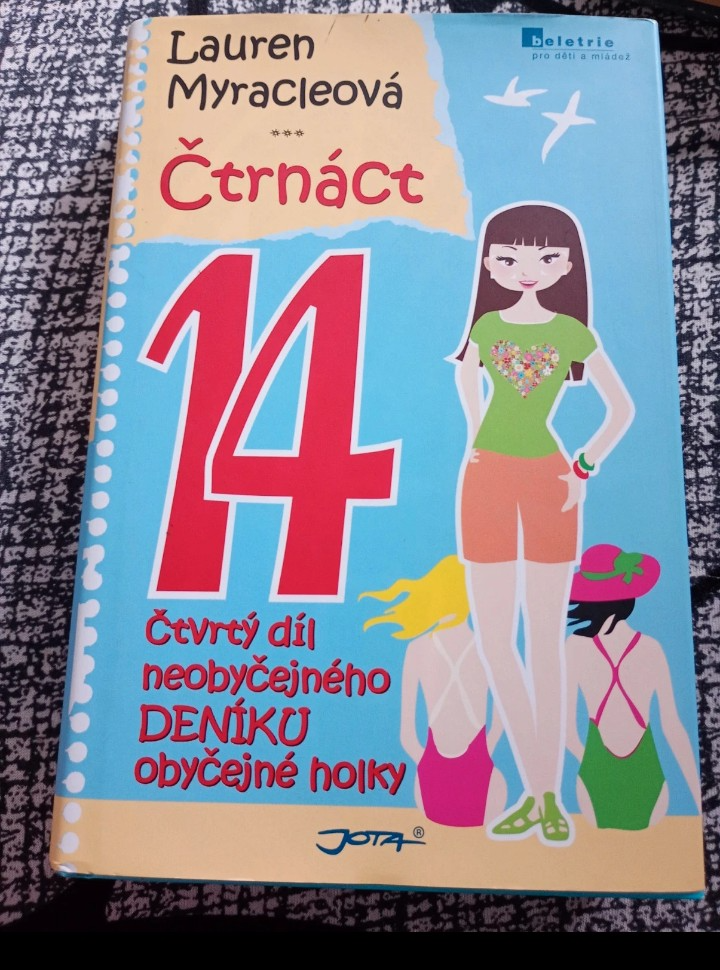 Lauren
Myracleová
beletrie
pro děti a mládež
Čtrnáct
14
Čtvrtý díl
neobyčejného
DENÍKU
obyčejné holky
JOTA®